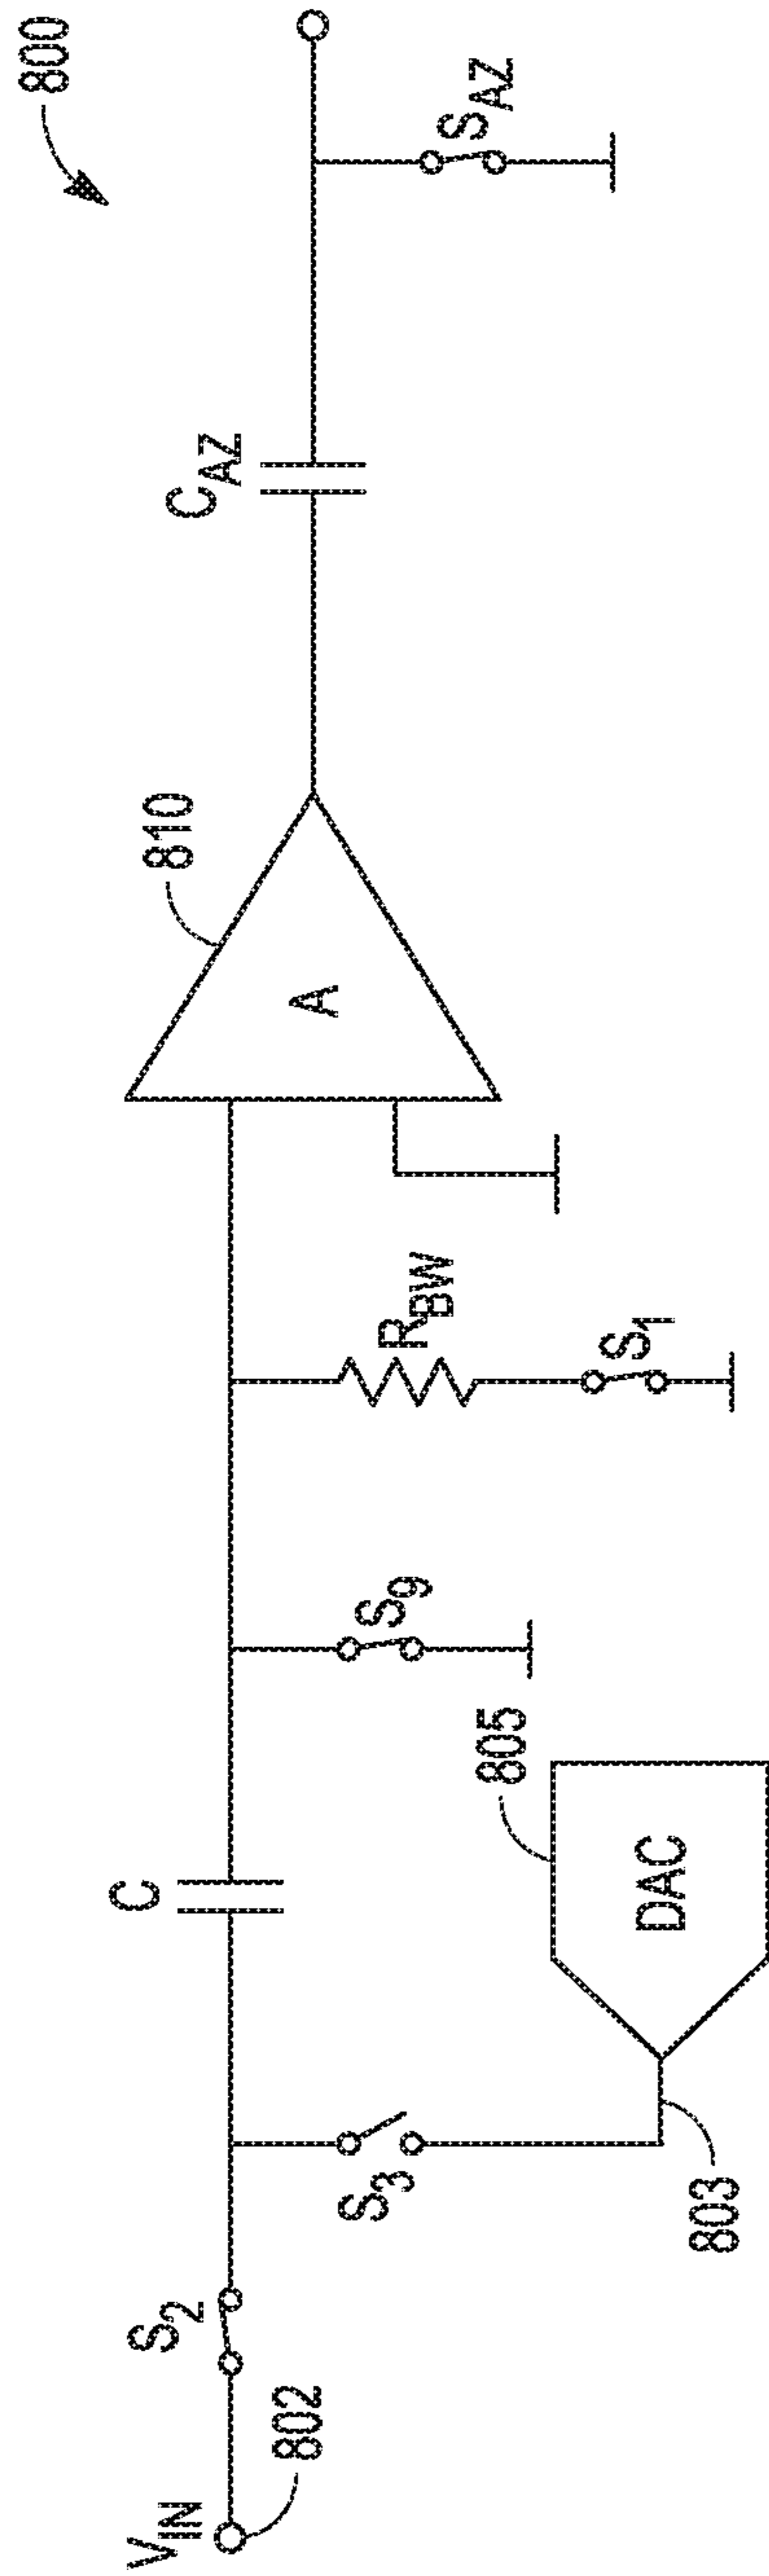 800
V_IN
802
S_2
S_3
803
DAC
805
C
S_9
R_BW
S_1
A
810
C_AZ
S_AZ